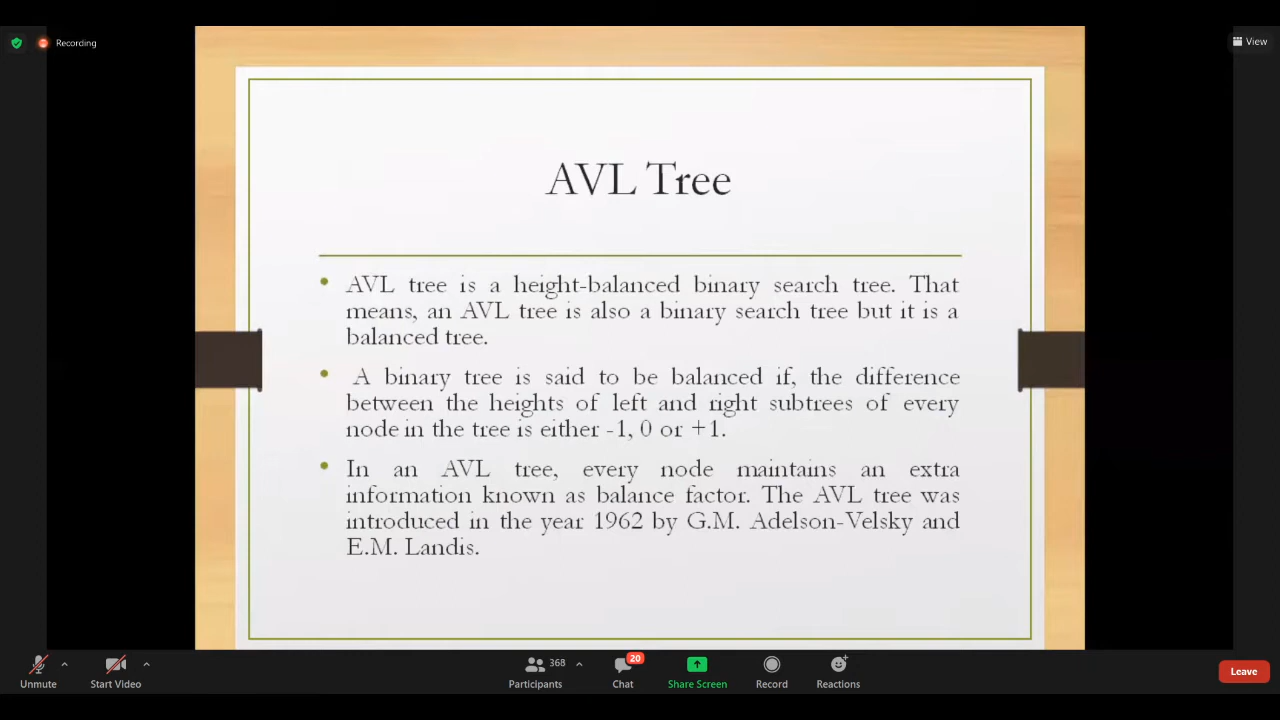 Recording
View
AVL Tree
• AVL tree is a height-balanced binary search tree. That
means, an AVL tree is also a binary search tree but it is a
balanced tree.
• A binary tree is said to be balanced if, the difference
between the heights of left and right subtrees of every
node in the tree is either -1, 0 or +1.
• In an AVL tree, every node maintains an extra
information known as balance factor. The AVL tree was
introduced in the year 1962 by G.M. Adelson-Velsky and
E.M. Landis.
368
20
Unmute
Start Video
Participants
Chat
Share Screen
Record
Reactions
Leave